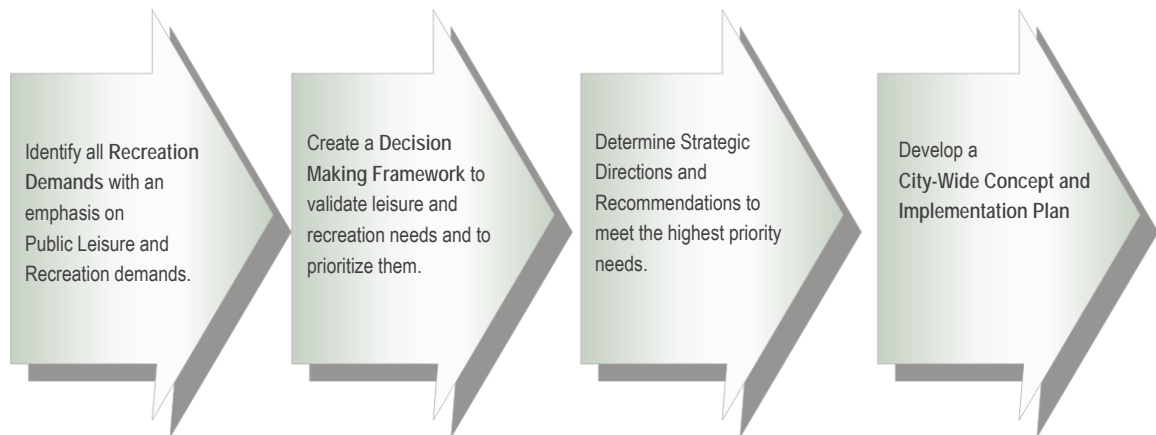 Identify all Recreation
Demands with an
emphasis on
Public Leisure and
Recreation demands.
Create a Decision
Making Framework to
validate leisure and
recreation needs and to
prioritize them.
Determine Strategic
Directions and
Recommendations to
meet the highest priority
needs.
Develop a
City-Wide Concept and
Implementation Plan